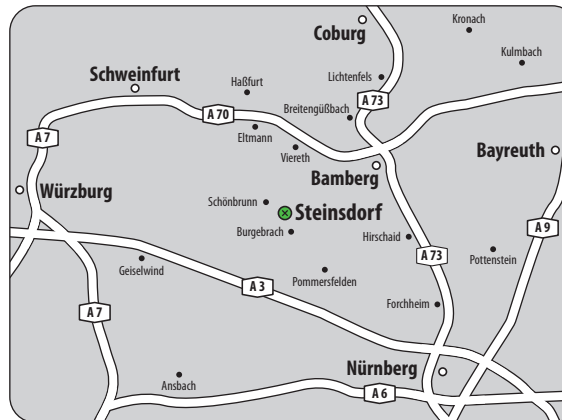 Coburg
Kronach
Kulmbach
Schweinfurt
Haßfurt
Lichtenfels
A 73
Breitengüßbach
A 70
A 7
Eltmann
Viereth
Bayreuth
Bamberg
Würzburg
Schönbrunn
Steinsdorf
Burgebrach
Hirschaid
A 9
A 73
Pottenstein
Geiselwind
Pommersfelden
A 3
Forchheim
A 7
Nürnberg
Ansbach
A 6